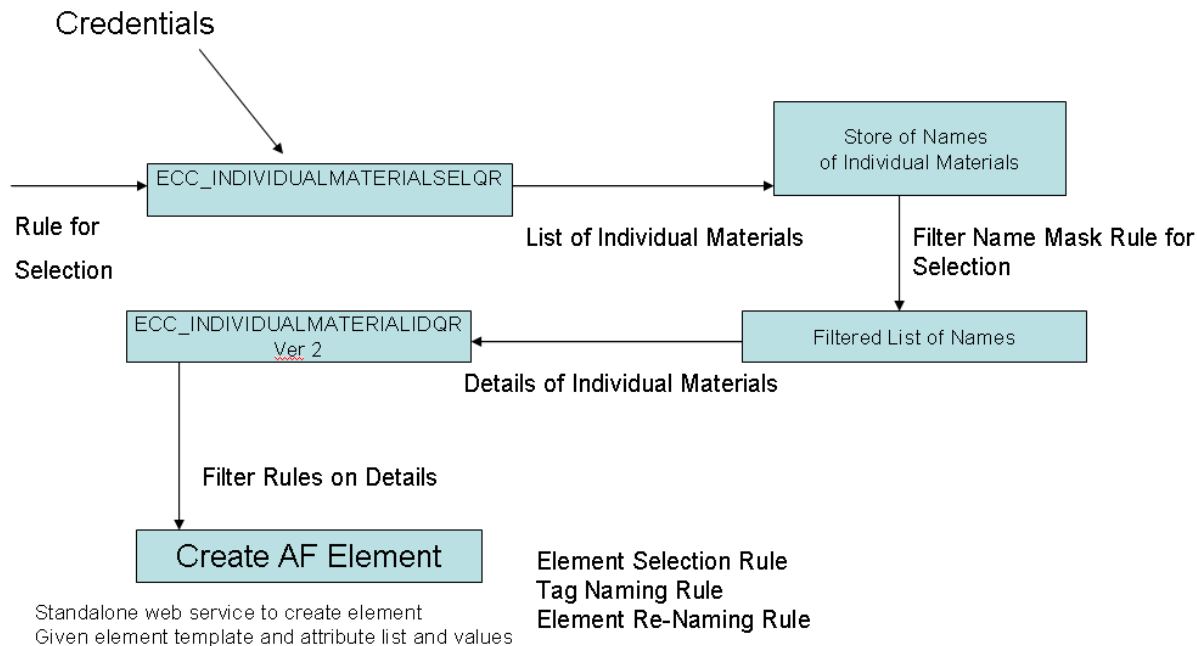 Credentials
ECC_INDIVIDUALMATERIALSELQR
Store of Names
of Individual Materials
Rule for
Selection
List of Individual Materials
Filter Name Mask Rule for
Selection
ECC_INDIVIDUALMATERIALIDQR
Ver 2
Filtered List of Names
Details of Individual Materials
Filter Rules on Details
Create AF Element
Element Selection Rule
Tag Naming Rule
Element Re-Naming Rule
Standalone web service to create element
Given element template and attribute list and values